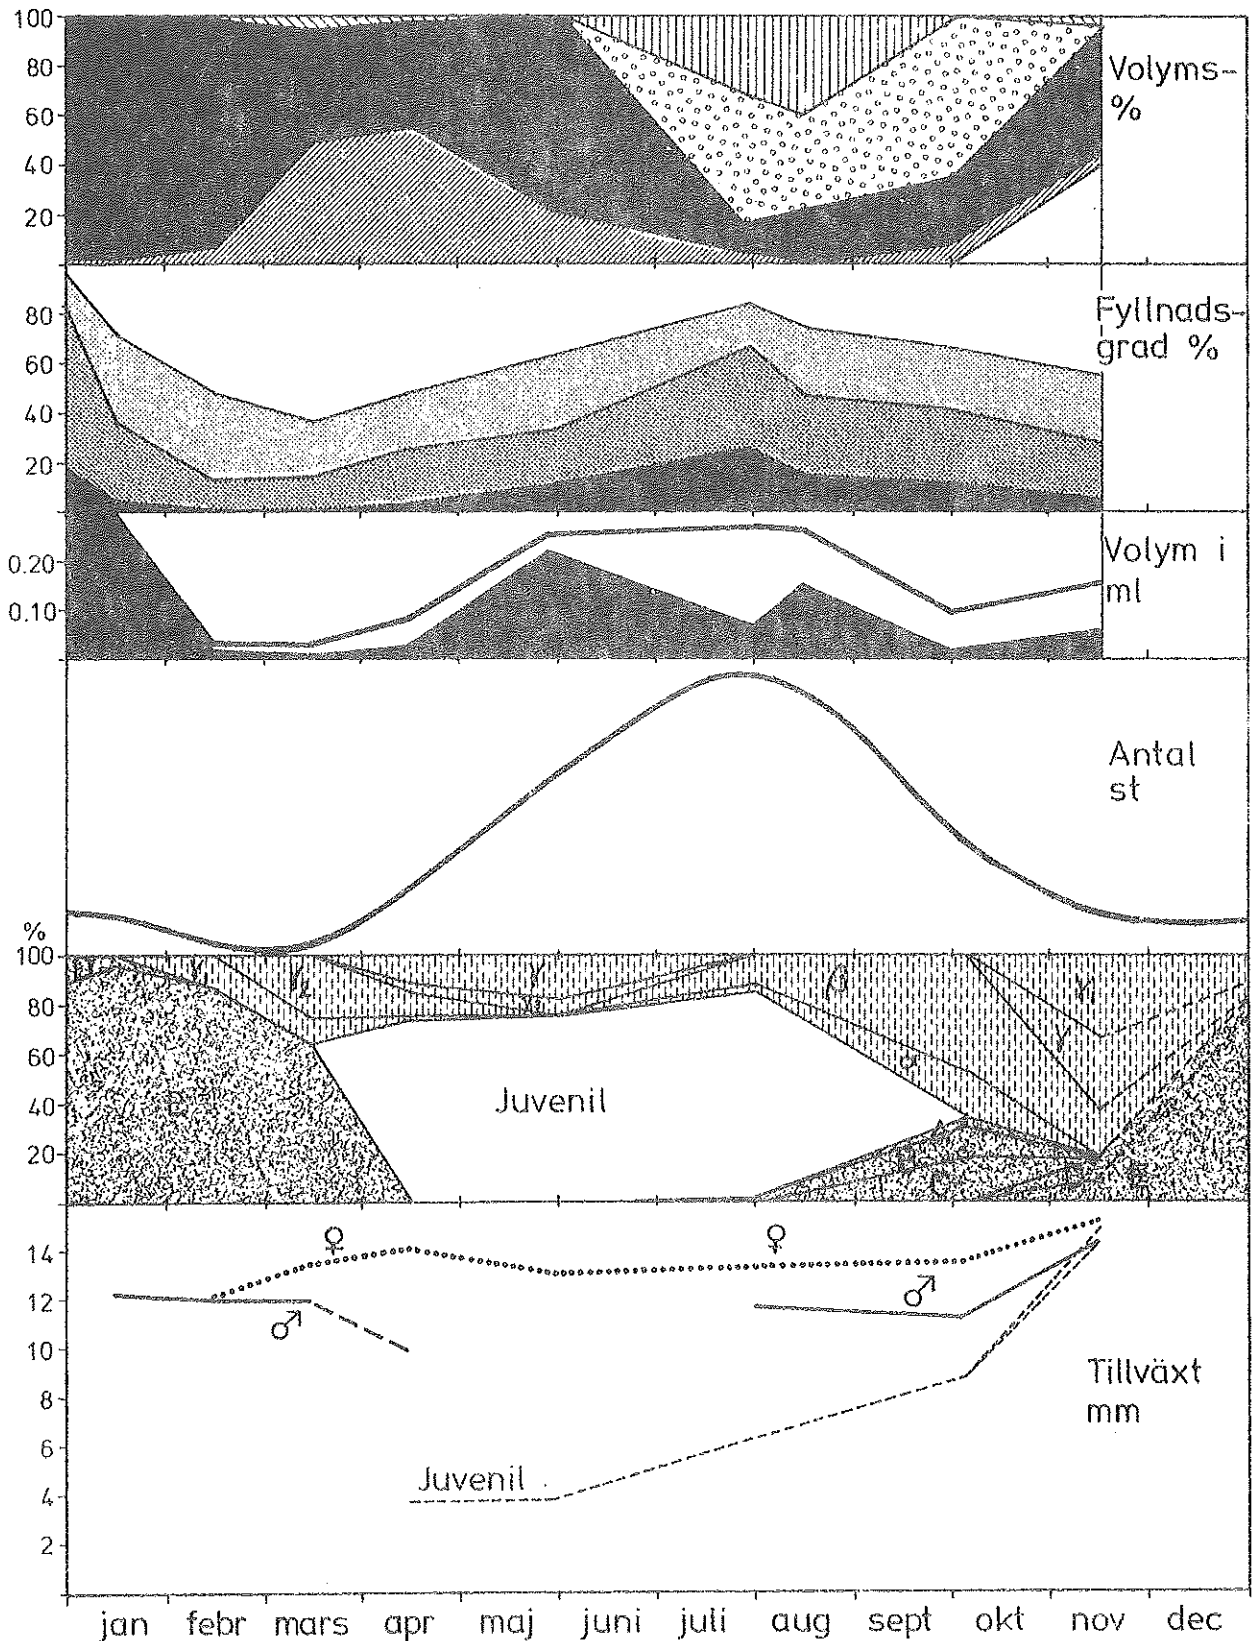 100
80
60
40
20
Volyms-
%
80
60
40
20
Fyllnads-
grad %
0.20
0.10
Volym i
ml
Antal
st
%
100
80
60
40
20
Juvenil
14
12
10
8
6
4
2
♀
♂
♀
♂
Tillväxt
mm
Juvenil
jan febr mars apr maj juni juli aug sept okt nov dec